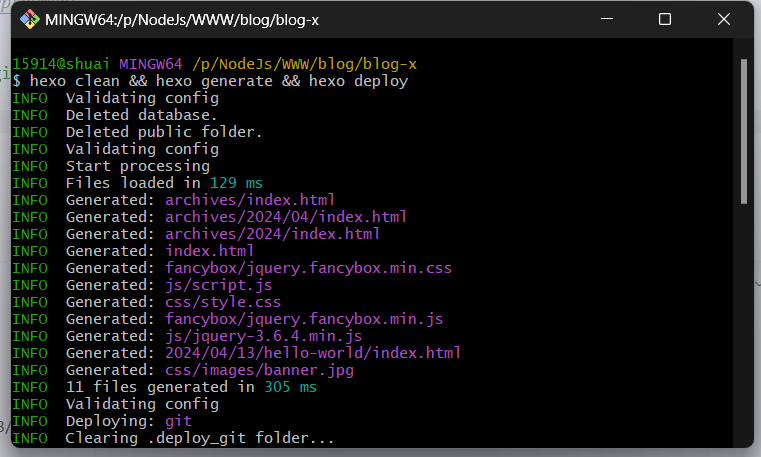 MINGW64:/p/NodeJs/WWW/blog/blog-x
15914@shuai MINGW64 /p/NodeJs/WWW/blog/blog-x
$ hexo clean && hexo generate && hexo deploy
INFO  Validating config
INFO  Deleted database.
INFO  Deleted public folder.
INFO  Validating config
INFO  Start processing
INFO  Files loaded in 129 ms
INFO  Generated: archives/index.html
INFO  Generated: archives/2024/04/index.html
INFO  Generated: archives/2024/index.html
INFO  Generated: index.html
INFO  Generated: fancybox/jquery.fancybox.min.css
INFO  Generated: js/script.js
INFO  Generated: css/style.css
INFO  Generated: fancybox/jquery.fancybox.min.js
INFO  Generated: js/jquery-3.6.4.min.js
INFO  Generated: 2024/04/13/hello-world/index.html
INFO  Generated: css/images/banner.jpg
INFO  11 files generated in 305 ms
INFO  Validating config
INFO  Deploying: git
INFO  Clearing .deploy_git folder...